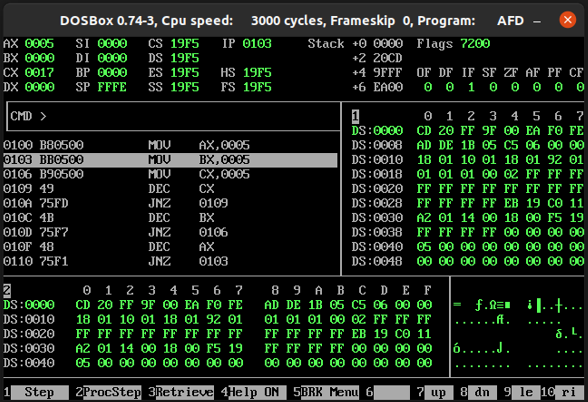 DOSBox 0.74-3, Cpu speed: 3000 cycles, Frameskip 0, Program: AFD
AX 0005 SI 0000 CS 19F5 IP 0103 Stack +0 0000 Flags 7200
BX 0000 DI 0000 DS 19F5 +2 20CD
CX 0017 BP 0000 ES 19F5 HS 19F5 +4 9FFF OF DF IF SF ZF AF PF CF
DX 0000 SP FFFE SS 19F5 FS 19F5 +6 EA00 0 0 1 0 0 0 0 0
CMD >
0100 B80500 MOV AX,0005
0103 BB0500 MOV BX,0005
0106 B90500 MOV CX,0005
0109 49 DEC CX
010A 75FD JNZ 0109
010C 4B DEC BX
010D 75F7 JNZ 0106
010F 48 DEC AX
0110 75F1 JNZ 0103
1 0 1 2 3 4 5 6 7
DS:0000 CD 20 FF 9F 00 EA F0 FE
DS:0008 AD DE 1B 05 C5 06 00 00
DS:0010 18 01 10 01 18 01 92 01
DS:0018 01 01 01 00 02 FF FF FF
DS:0020 FF FF FF FF FF FF FF FF
DS:0028 FF FF FF FF EB 19 C0 11
DS:0030 A2 01 14 00 18 00 F5 19
DS:0038 FF FF FF FF 00 00 00 00
DS:0040 05 00 00 00 00 00 00 00
DS:0048 00 00 00 00 00 00 00 00
2 0 1 2 3 4 5 6 7 8 9 A B C D E F
DS:0000 CD 20 FF 9F 00 EA F0 FE AD DE 1B 05 C5 06 00 00
DS:0010 18 01 10 01 18 01 92 01 01 01 01 00 02 FF FF FF
DS:0020 FF FF FF FF FF FF FF FF FF FF FF FF EB 19 C0 11
DS:0030 A2 01 14 00 18 00 F5 19 FF FF FF FF 00 00 00 00
DS:0040 05 00 00 00 00 00 00 00 00 00 00 00 00 00 00 00
1 Step 2ProcStep 3Retrieve 4Help ON 5BRK Menu 6 7 up 8 dn 9 le 10 ri